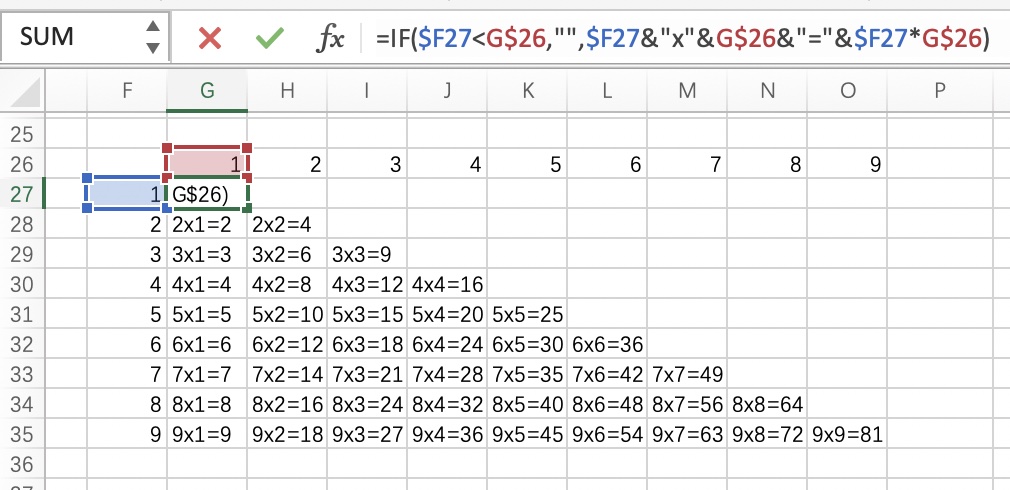 SUM fx =IF($F27<G$26,"",$F27&"x"&G$26&"="&$F27*G$26)
F G H I J K L M N O P
25
26 1 2 3 4 5 6 7 8 9
27 1 G$26)
28 2 2x1=2 2x2=4
29 3 3x1=3 3x2=6 3x3=9
30 4 4x1=4 4x2=8 4x3=12 4x4=16
31 5 5x1=5 5x2=10 5x3=15 5x4=20 5x5=25
32 6 6x1=6 6x2=12 6x3=18 6x4=24 6x5=30 6x6=36
33 7 7x1=7 7x2=14 7x3=21 7x4=28 7x5=35 7x6=42 7x7=49
34 8 8x1=8 8x2=16 8x3=24 8x4=32 8x5=40 8x6=48 8x7=56 8x8=64
35 9 9x1=9 9x2=18 9x3=27 9x4=36 9x5=45 9x6=54 9x7=63 9x8=72 9x9=81
36